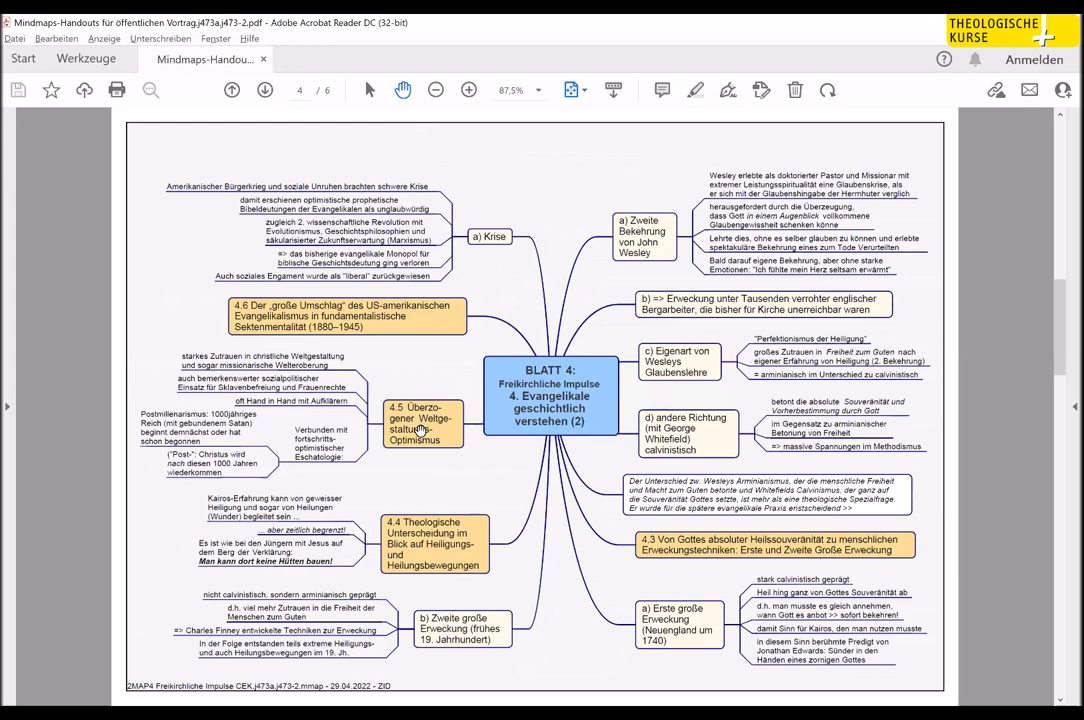 Mindmaps-Handouts für öffentlichen Vortrag.j473a.j473-2.pdf - Adobe Acrobat Reader DC (32-bit)
THEOLOGISCHE
KURSE
Datei Bearbeiten Anzeige Unterschreiben Fenster Hilfe
Start Werkzeuge Mindmaps-Handou... × Anmelden
4 / 6 87,5%
Amerikanischer Bürgerkrieg und soziale Unruhen brachten schwere Krise
damit erschienen optimistische prophetische
Bibeldeutungen der Evangelikalen als unglaubwürdig
zugleich 2. wissenschaftliche Revolution mit
Evolutionismus, Geschichtsphilosophien und
säkularisierter Zukunftserwartung (Marxismus)
=> das bisherige evangelikale Monopol für
biblische Geschichtsdeutung ging verloren
Auch soziales Engament wurde als "liberal" zurückgewiesen
a) Krise
4.6 Der „große Umschlag" des US-amerikanischen
Evangelikalismus in fundamentalistische
Sektenmentalität (1880–1945)
starkes Zutrauen in christliche Weltgestaltung
und sogar missionarische Welteroberung
auch bemerkenswerter sozialpolitischer
Einsatz für Sklavenbefreiung und Frauenrechte
oft Hand in Hand mit Aufklärern
Postmillenarismus: 1000jähriges
Reich (mit gebundenem Satan)
beginnt demnächst oder hat
schon begonnen
("Post-": Christus wird
nach diesen 1000 Jahren
wiederkommen
Verbunden mit
fortschritts-
optimistischer
Eschatologie:
4.5 Überzo-
gener Weltge-
staltungs-
Optimismus
Kairos-Erfahrung kann von geweisser
Heiligung und sogar von Heilungen
(Wunder) begleitet sein ...
aber zeitlich begrenzt!
Es ist wie bei den Jüngern mit Jesus auf
dem Berg der Verklärung:
Man kann dort keine Hütten bauen!
4.4 Theologische
Unterscheidung im
Blick auf Heiligungs-
und
Heilungsbewegungen
nicht calvinistisch, sondern arminianisch geprägt
d.h. viel mehr Zutrauen in die Freiheit der
Menschen zum Guten
=> Charles Finney entwickelte Techniken zur Erweckung
In der Folge entstanden teils extreme Heiligungs-
und auch Heilungsbewegungen im 19. Jh.
b) Zweite große
Erweckung (frühes
19. Jahrhundert)
BLATT 4:
Freikirchliche Impulse
4. Evangelikale
geschichtlich
verstehen (2)
a) Zweite
Bekehrung
von John
Wesley
Wesley erlebte als doktorierter Pastor und Missionar mit
extremer Leistungsspiritualität eine Glaubenskrise, als
er sich mit der Glaubenshingabe der Herrnhuter verglich
herausgefordert durch die Überzeugung,
dass Gott in einem Augenblick vollkommene
Glaubengewissheit schenken könne
Lehrte dies, ohne es selber glauben zu können und erlebte
spektakuläre Bekehrung eines zum Tode Verurteilten
Bald darauf eigene Bekehrung, aber ohne starke
Emotionen: "Ich fühlte mein Herz seltsam erwärmt"
b) => Erweckung unter Tausenden verrohter englischer
Bergarbeiter, die bisher für Kirche unerreichbar waren
c) Eigenart von
Wesleys
Glaubenslehre
"Perfektionismus der Heiligung"
großes Zutrauen in Freiheit zum Guten nach
eigener Erfahrung von Heiligung (2. Bekehrung)
= arminianisch im Unterschied zu calvinistisch
d) andere Richtung
(mit George
Whitefield)
calvinistisch
betont die absolute Souveränität und
Vorherbestimmung durch Gott
im Gegensatz zu arminianischer
Betonung von Freiheit
=> massive Spannungen im Methodismus
Der Unterschied zw. Wesleys Arminianismus, der die menschliche Freiheit
und Macht zum Guten betonte und Whitefields Calvinismus, der ganz auf
die Souveränität Gottes setzte, ist mehr als eine theologische Spezialfrage.
Er wurde für die spätere evangelikale Praxis enstscheidend >>
4.3 Von Gottes absoluter Heilssouveränität zu menschlichen
Erweckungstechniken: Erste und Zweite Große Erweckung
a) Erste große
Erweckung
(Neuengland um
1740)
stark calvinistisch geprägt
Heil hing ganz von Gottes Souveränität ab
d.h. man musste es gleich annehmen,
wann Gott es anbot >> sofort bekehren!
damit Sinn für Kairos, den man nutzen musste
in diesem Sinn berühmte Predigt von
Jonathan Edwards: Sünder in den
Händen eines zornigen Gottes
2MAP4 Freikirchliche Impulse CEK.j473a.j473-2.mmap - 29.04.2022 - ZID